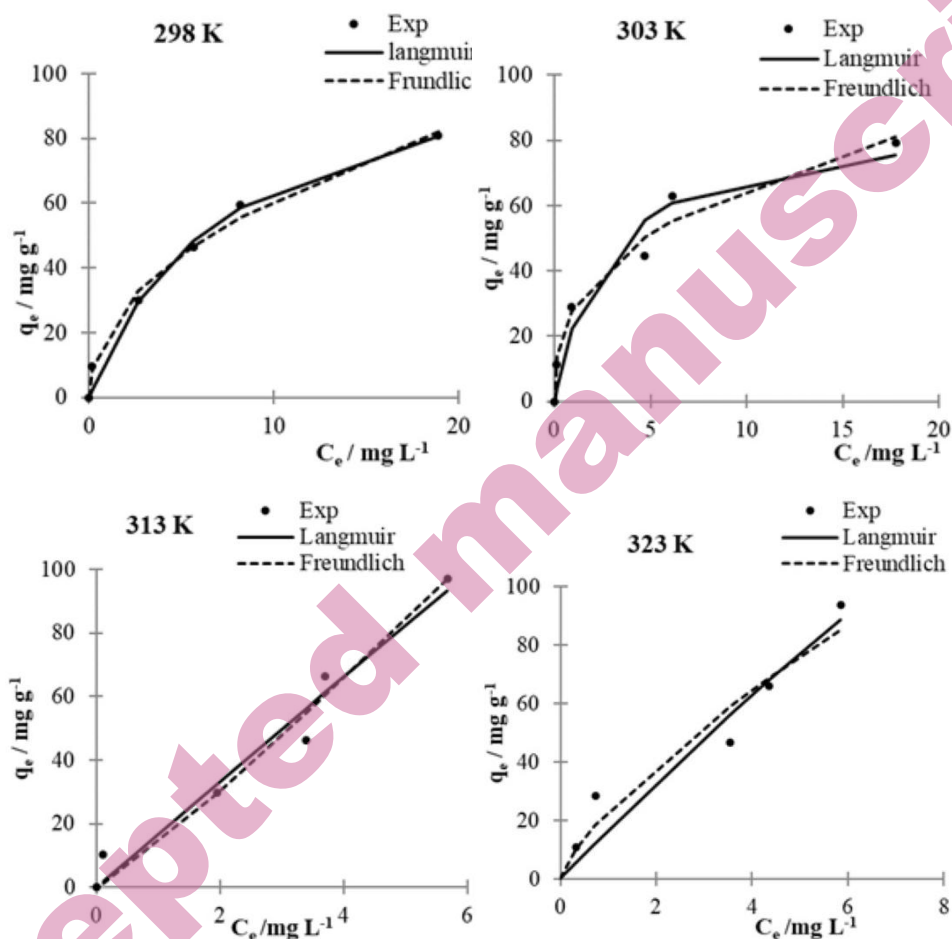 298 K
Exp
langmuir
Frundlic
100
80
60
40
20
0
0 10 20
qe / mg g-1
Ce / mg L-1
303 K
Exp
Langmuir
Freundlich
100
80
60
40
20
0
0 5 10 15 20
qe / mg g-1
Ce /mg L-1
313 K
Exp
Langmuir
Freundlich
100
80
60
40
20
0
0 2 4 6
qe / mg g-1
Ce /mg L-1
323 K
Exp
Langmuir
Freundlich
100
80
60
40
20
0
0 2 4 6 8
qe / mg g-1
Ce /mg L-1
epted manuscri